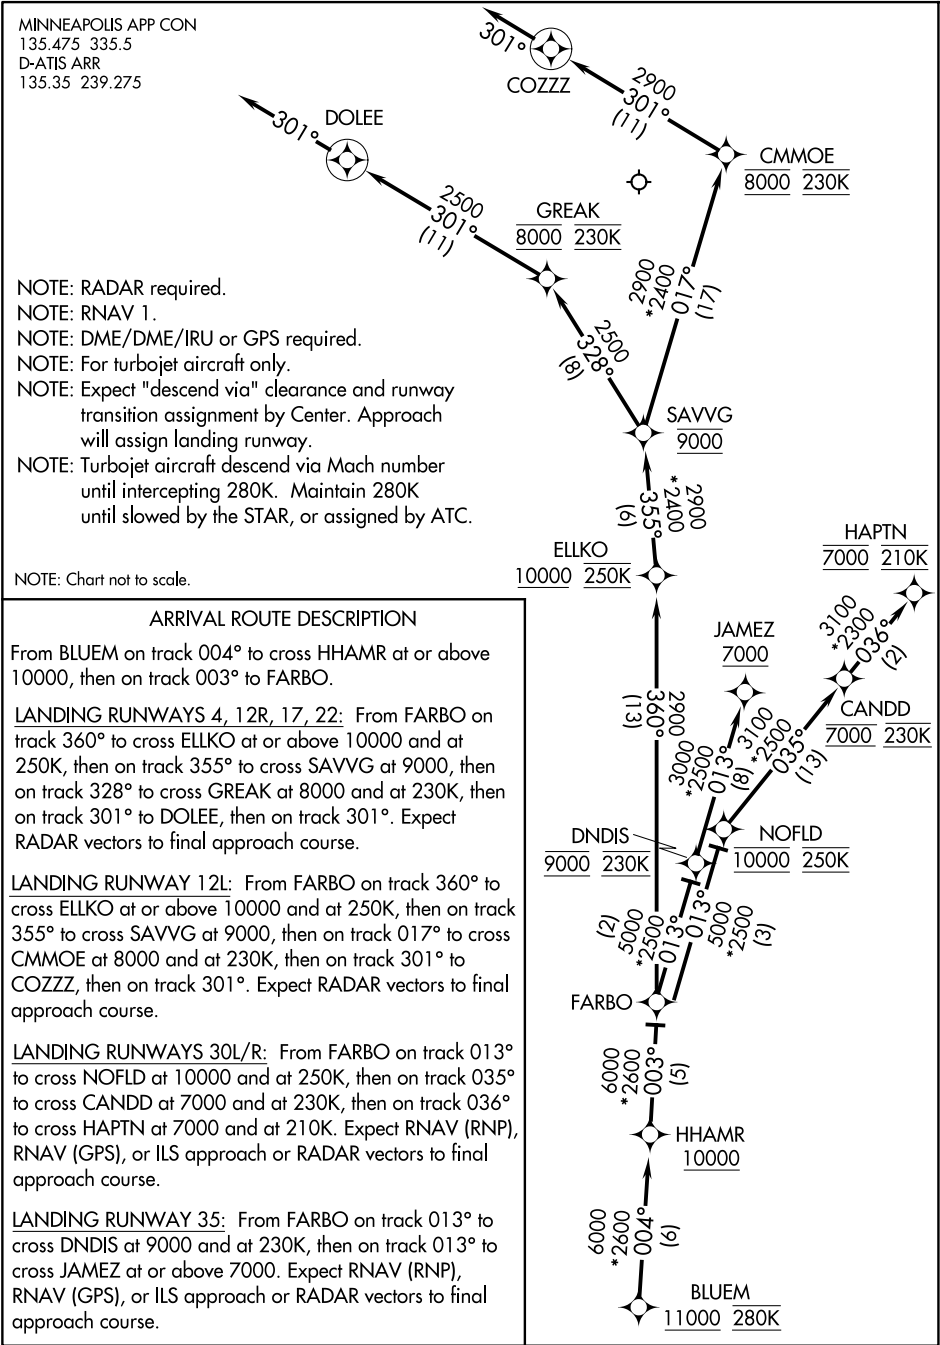 MINNEAPOLIS APP CON
135.475 335.5
D-ATIS ARR
135.35 239.275
301°
COZZZ
2900
301°
(11)
CMMOE
8000 230K
301°
DOLEE
2500
301°
(11)
GREAK
8000 230K
2900
*2400
017°
(17)
2500
328°
(8)
SAVVG
9000
NOTE: RADAR required.
NOTE: RNAV 1.
NOTE: DME/DME/IRU or GPS required.
NOTE: For turbojet aircraft only.
NOTE: Expect "descend via" clearance and runway
transition assignment by Center. Approach
will assign landing runway.
NOTE: Turbojet aircraft descend via Mach number
until intercepting 280K. Maintain 280K
until slowed by the STAR, or assigned by ATC.
NOTE: Chart not to scale.
2900
*2400
355°
(6)
ELLKO
10000 250K
HAPTN
7000 210K
3100
*2300
036°
(2)
JAMEZ
7000
CANDD
7000 230K
2900
360°
(13)
3000
*2500
013°
(8)
3100
*2500
035°
(13)
DNDIS
9000 230K
NOFLD
10000 250K
(2)
5000
*2500
013°
013°
5000
*2500
(3)
FARBO
6000
*2600
003°
(5)
HHAMR
10000
6000
*2600
004°
(6)
BLUEM
11000 280K
ARRIVAL ROUTE DESCRIPTION
From BLUEM on track 004° to cross HHAMR at or above
10000, then on track 003° to FARBO.
LANDING RUNWAYS 4, 12R, 17, 22: From FARBO on
track 360° to cross ELLKO at or above 10000 and at
250K, then on track 355° to cross SAVVG at 9000, then
on track 328° to cross GREAK at 8000 and at 230K, then
on track 301° to DOLEE, then on track 301°. Expect
RADAR vectors to final approach course.
LANDING RUNWAY 12L: From FARBO on track 360° to
cross ELLKO at or above 10000 and at 250K, then on track
355° to cross SAVVG at 9000, then on track 017° to cross
CMMOE at 8000 and at 230K, then on track 301° to
COZZZ, then on track 301°. Expect RADAR vectors to final
approach course.
LANDING RUNWAYS 30L/R: From FARBO on track 013°
to cross NOFLD at 10000 and at 250K, then on track 035°
to cross CANDD at 7000 and at 230K, then on track 036°
to cross HAPTN at 7000 and at 210K. Expect RNAV (RNP),
RNAV (GPS), or ILS approach or RADAR vectors to final
approach course.
LANDING RUNWAY 35: From FARBO on track 013° to
cross DNDIS at 9000 and at 230K, then on track 013° to
cross JAMEZ at or above 7000. Expect RNAV (RNP),
RNAV (GPS), or ILS approach or RADAR vectors to final
approach course.